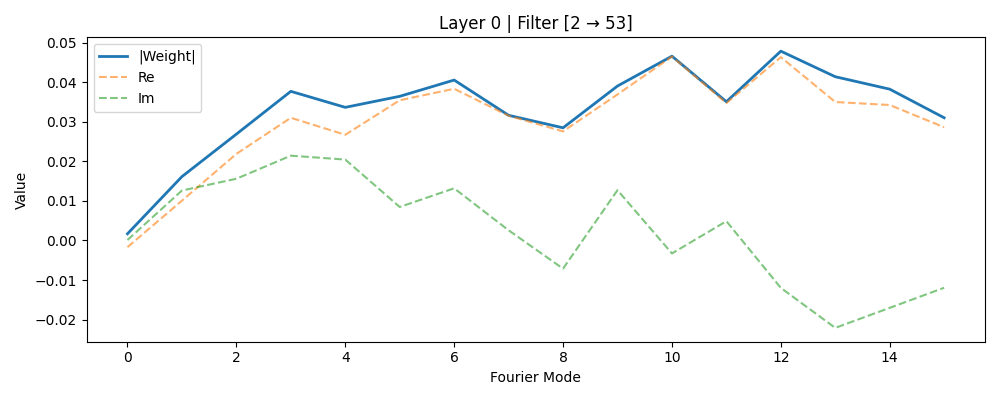 Layer 0 | Filter [2 → 53]
|Weight|
Re
Im
0.05
0.04
0.03
0.02
0.01
0.00
−0.01
−0.02
Value
0 2 4 6 8 10 12 14
Fourier Mode